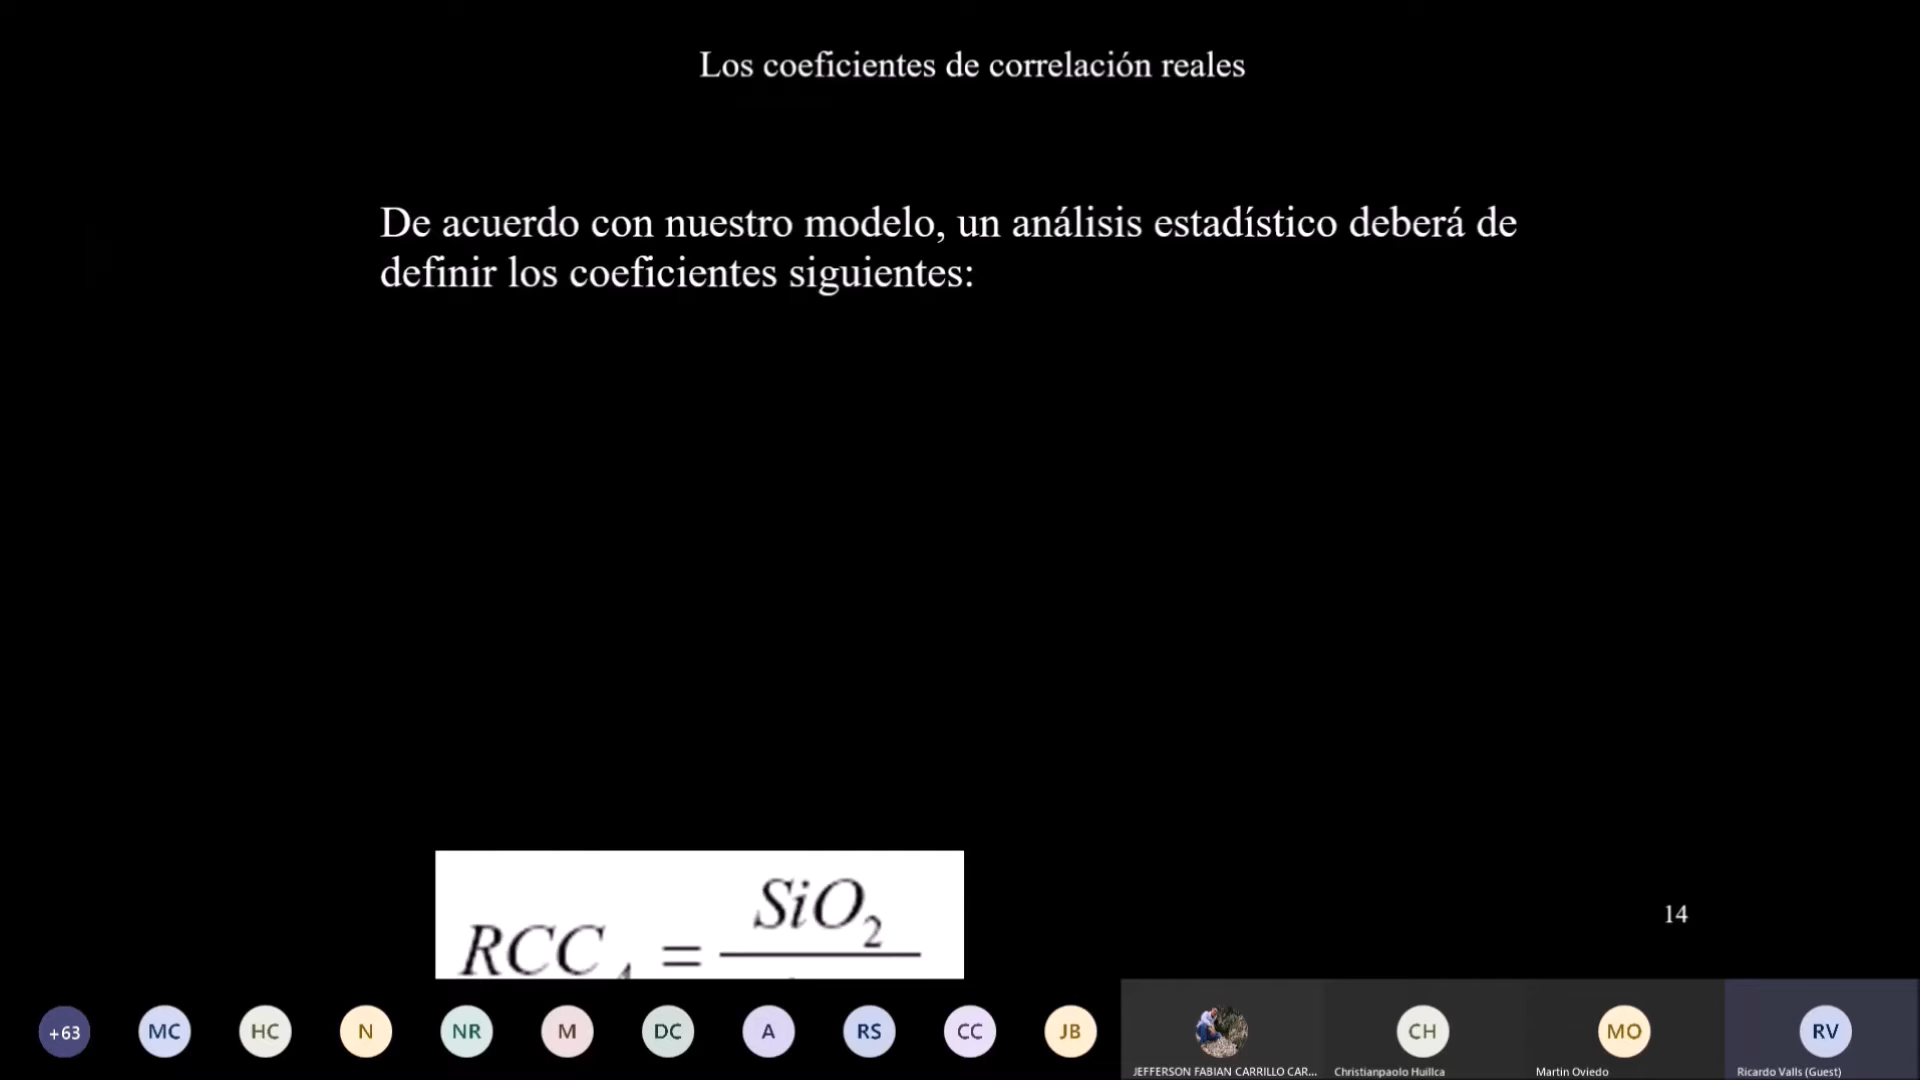 Los coeficientes de correlación reales
De acuerdo con nuestro modelo, un análisis estadístico deberá de
definir los coeficientes siguientes:
SiO2
RCC =
14
+63 MC HC N NR M DC A RS CC JB CH MO RV
JEFFERSON FABIAN CARRILLO CAR... Christianpaolo Huillca Martin Oviedo Ricardo Valls (Guest)